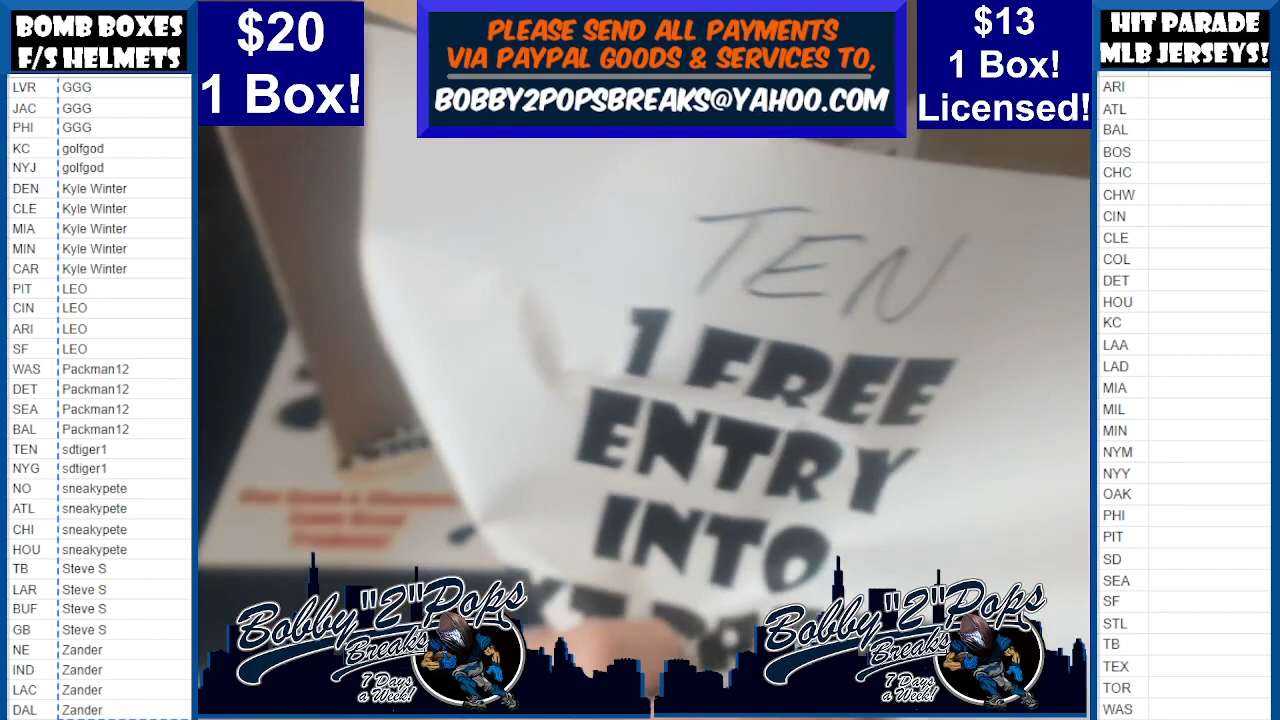 BOMB BOXES
F/S HELMETS
LVR GGG
JAC GGG
PHI GGG
KC golfgod
NYJ golfgod
DEN Kyle Winter
CLE Kyle Winter
MIA Kyle Winter
MIN Kyle Winter
CAR Kyle Winter
PIT LEO
CIN LEO
ARI LEO
SF LEO
WAS Packman12
DET Packman12
SEA Packman12
BAL Packman12
TEN sdtiger1
NYG sdtiger1
NO sneakypete
ATL sneakypete
CHI sneakypete
HOU sneakypete
TB Steve S
LAR Steve S
BUF Steve S
GB Steve S
NE Zander
IND Zander
LAC Zander
DAL Zander
$20
1 Box!
PLEASE SEND ALL PAYMENTS
VIA PAYPAL GOODS & SERVICES TO,
BOBBY2POPSBREAKS@YAHOO.COM
$13
1 Box!
Licensed!
TEN
1 FREE
ENTRY
INTO
Bobby "2" Pops
Breaks
7 Days
a Week!
Bobby "2" Pops
Breaks
7 Days
a Week!
HIT PARADE
MLB JERSEYS!
ARI
ATL
BAL
BOS
CHC
CHW
CIN
CLE
COL
DET
HOU
KC
LAA
LAD
MIA
MIL
MIN
NYM
NYY
OAK
PHI
PIT
SD
SEA
SF
STL
TB
TEX
TOR
WAS